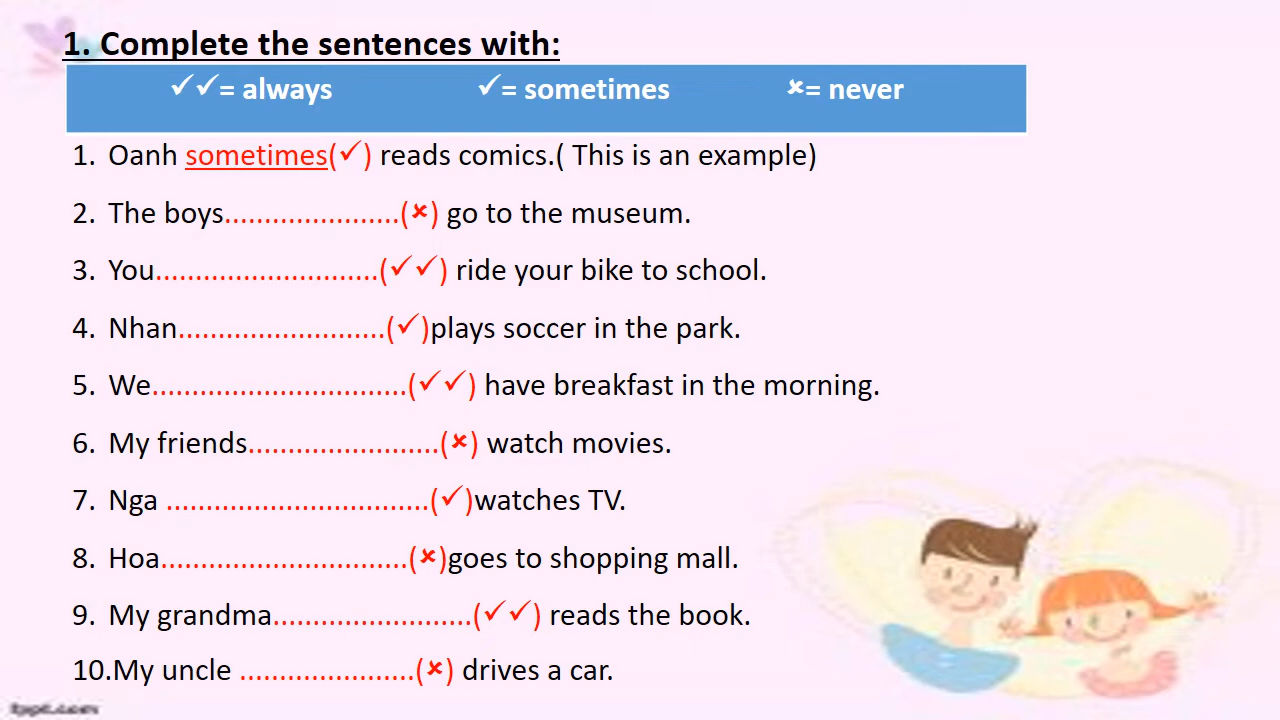 1. Complete the sentences with:
✓✓= always ✓= sometimes ✘= never
1. Oanh sometimes(✓) reads comics.( This is an example)
2. The boys......................(✘) go to the museum.
3. You............................(✓✓) ride your bike to school.
4. Nhan..........................(✓)plays soccer in the park.
5. We................................(✓✓) have breakfast in the morning.
6. My friends........................(✘) watch movies.
7. Nga .................................(✓)watches TV.
8. Hoa...............................(✘)goes to shopping mall.
9. My grandma.........................(✓✓) reads the book.
10.My uncle ......................(✘) drives a car.
fppt.com